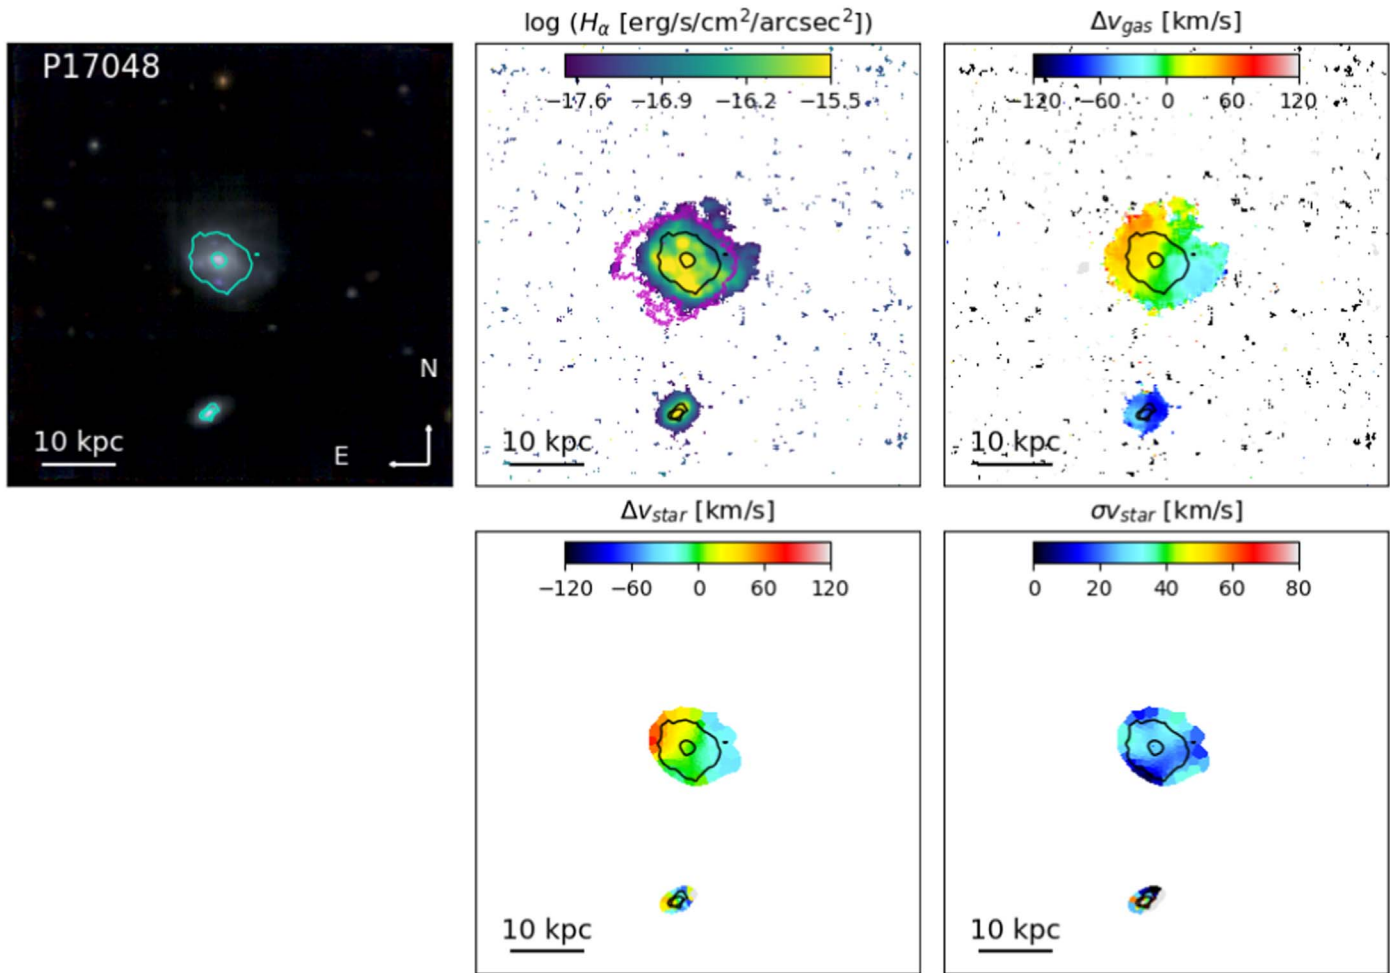 log (Hα [erg/s/cm²/arcsec²])
Δv_gas [km/s]
P17048
−17.6 −16.9 −16.2 −15.5
−120 −60 0 60 120
N
10 kpc
E
10 kpc
10 kpc
Δv_star [km/s]
σv_star [km/s]
−120 −60 0 60 120
0 20 40 60 80
10 kpc
10 kpc